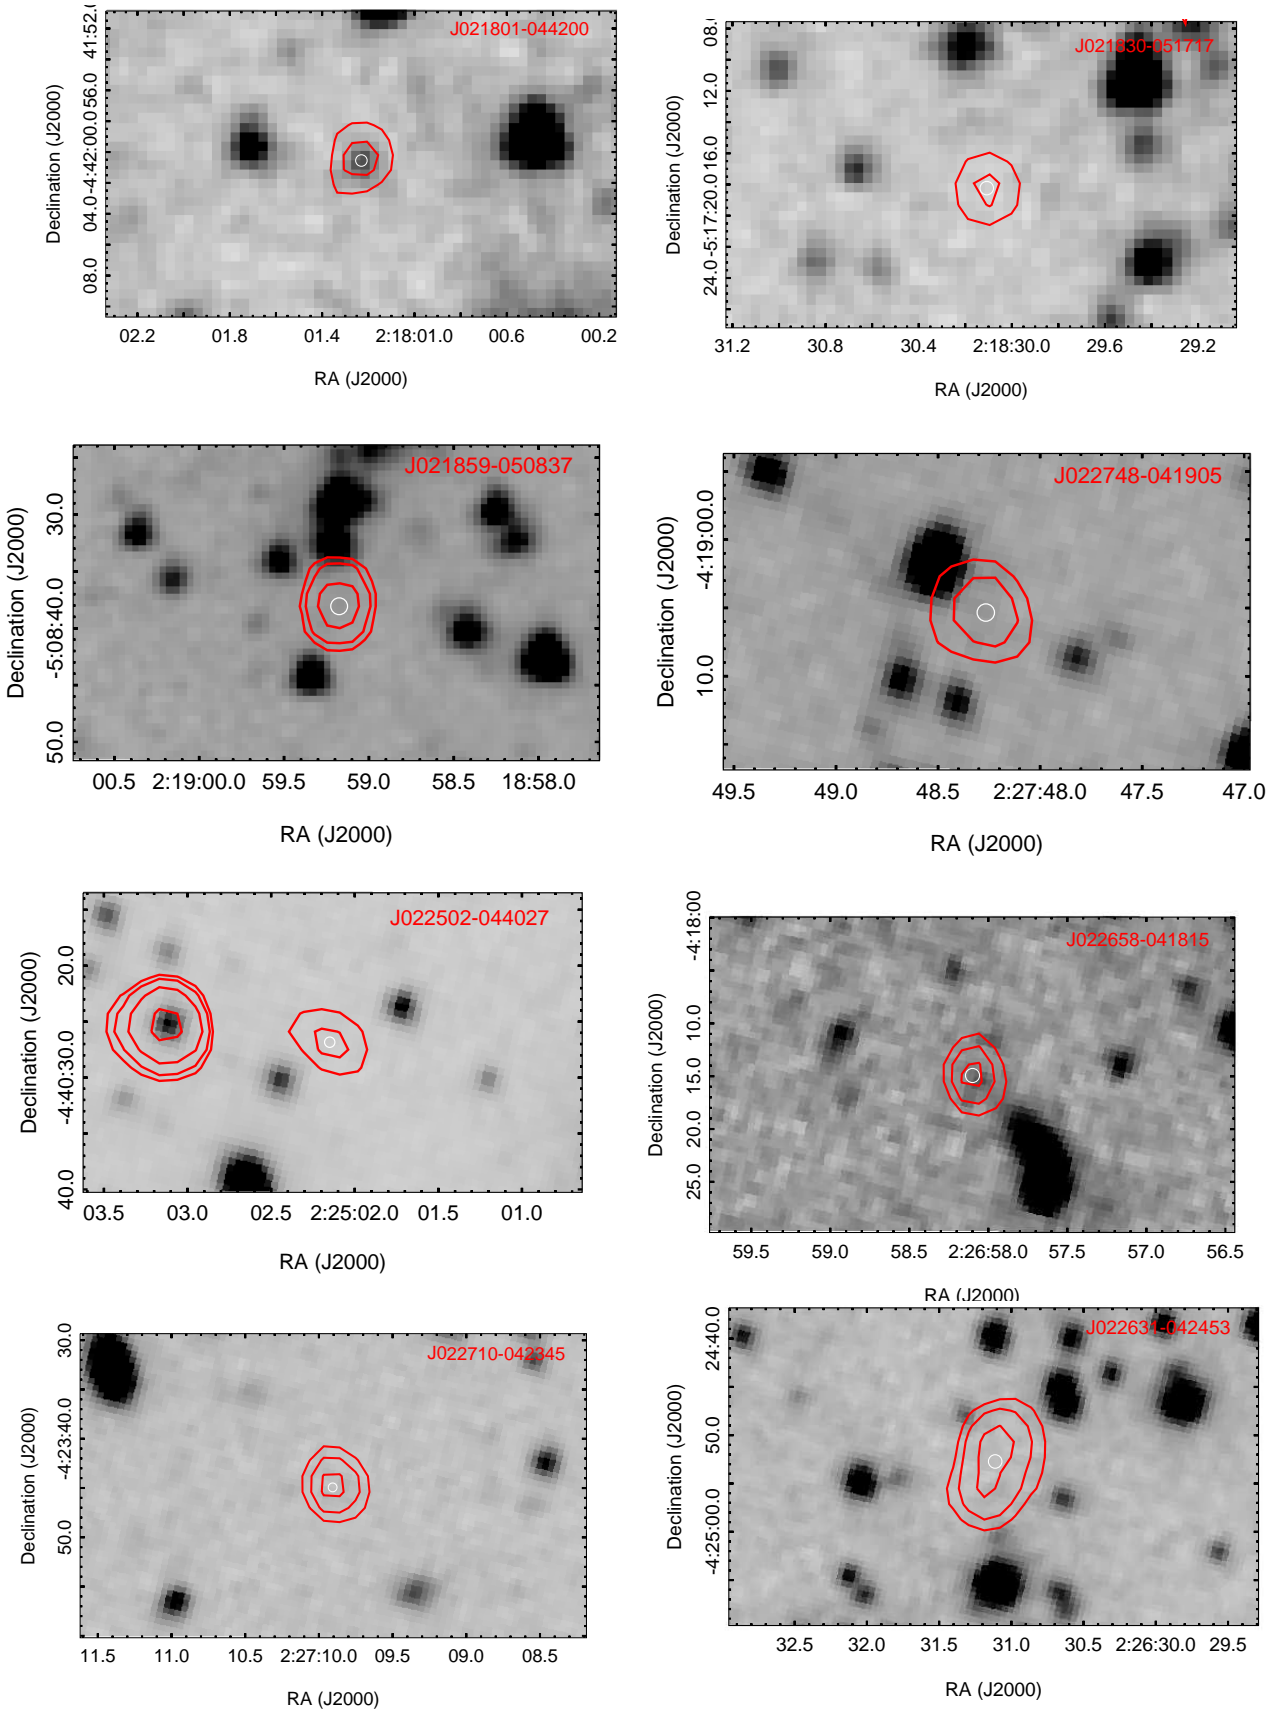 J021801-044200
Declination (J2000)
41:52.0
56.0
-4:42:00.0
04.0
08.0
02.2 01.8 01.4 2:18:01.0 00.6 00.2
RA (J2000)
J021830-051717
Declination (J2000)
08.0
12.0
16.0
-5:17:20.0
24.0
31.2 30.8 30.4 2:18:30.0 29.6 29.2
RA (J2000)
J021859-050837
Declination (J2000)
30.0
-5:08:40.0
50.0
00.5 2:19:00.0 59.5 59.0 58.5 18:58.0
RA (J2000)
J022748-041905
Declination (J2000)
-4:19:00.0
10.0
49.5 49.0 48.5 2:27:48.0 47.5 47.0
RA (J2000)
J022502-044027
Declination (J2000)
20.0
-4:40:30.0
40.0
03.5 03.0 02.5 2:25:02.0 01.5 01.0
RA (J2000)
J022658-041815
Declination (J2000)
-4:18:00
10.0
15.0
20.0
25.0
59.5 59.0 58.5 2:26:58.0 57.5 57.0 56.5
RA (J2000)
J022710-042345
Declination (J2000)
30.0
-4:23:40.0
50.0
11.5 11.0 10.5 2:27:10.0 09.5 09.0 08.5
RA (J2000)
J022631-042453
Declination (J2000)
24:40.0
50.0
-4:25:00.0
32.5 32.0 31.5 31.0 30.5 2:26:30.0 29.5
RA (J2000)